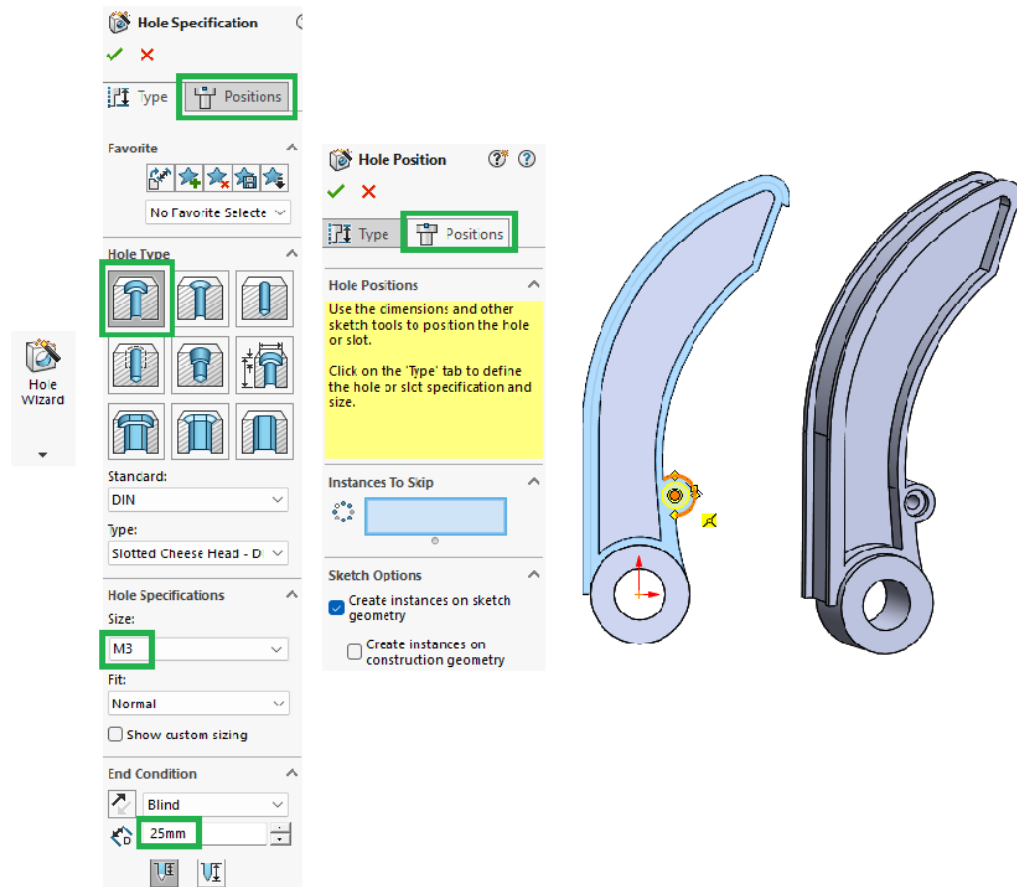 Hole Specification
Type
Positions
Favorite
No Favorite Selecte
Hole Type
Standard:
DIN
Type:
Slotted Cheese Head - D
Hole Specifications
Size:
M3
Fit:
Normal
Show custom sizing
End Condition
Blind
25mm
Hole
Wizard
Hole Position
Type
Positions
Hole Positions
Use the dimensions and other
sketch tools to position the hole
or slot.
Click on the 'Type' tab to define
the hole or slot specification and
size.
Instances To Skip
Sketch Options
Create instances on sketch
geometry
Create instances on
construction geometry